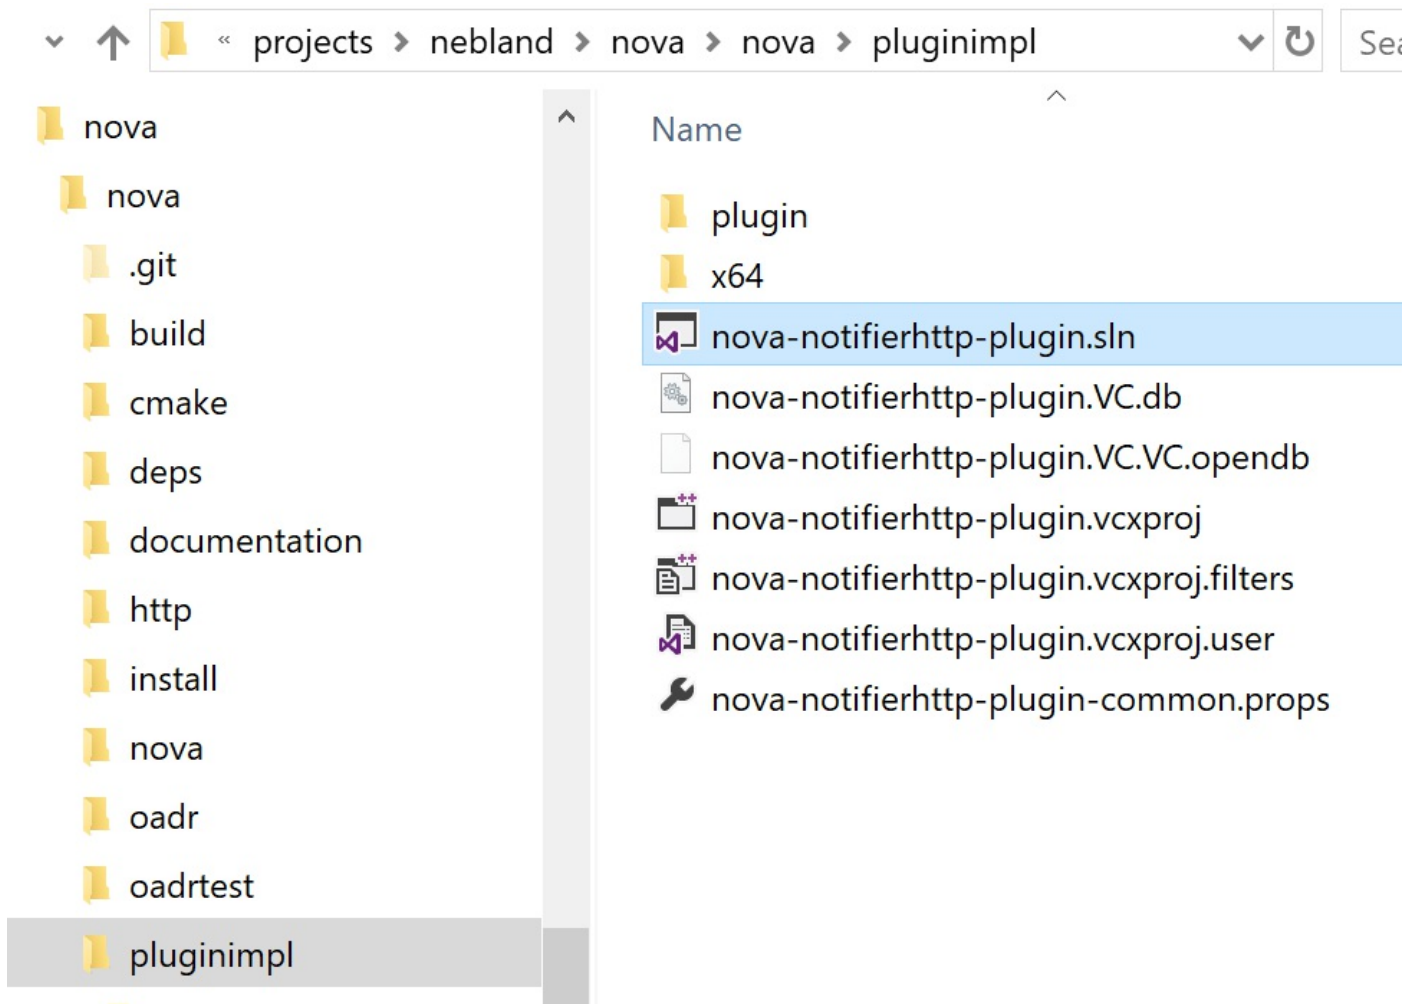 « projects > nebland > nova > nova > pluginimpl
Sea
nova
nova
.git
build
cmake
deps
documentation
http
install
nova
oadr
oadrtest
pluginimpl
Name
plugin
x64
nova-notifierhttp-plugin.sln
nova-notifierhttp-plugin.VC.db
nova-notifierhttp-plugin.VC.VC.opendb
nova-notifierhttp-plugin.vcxproj
nova-notifierhttp-plugin.vcxproj.filters
nova-notifierhttp-plugin.vcxproj.user
nova-notifierhttp-plugin-common.props